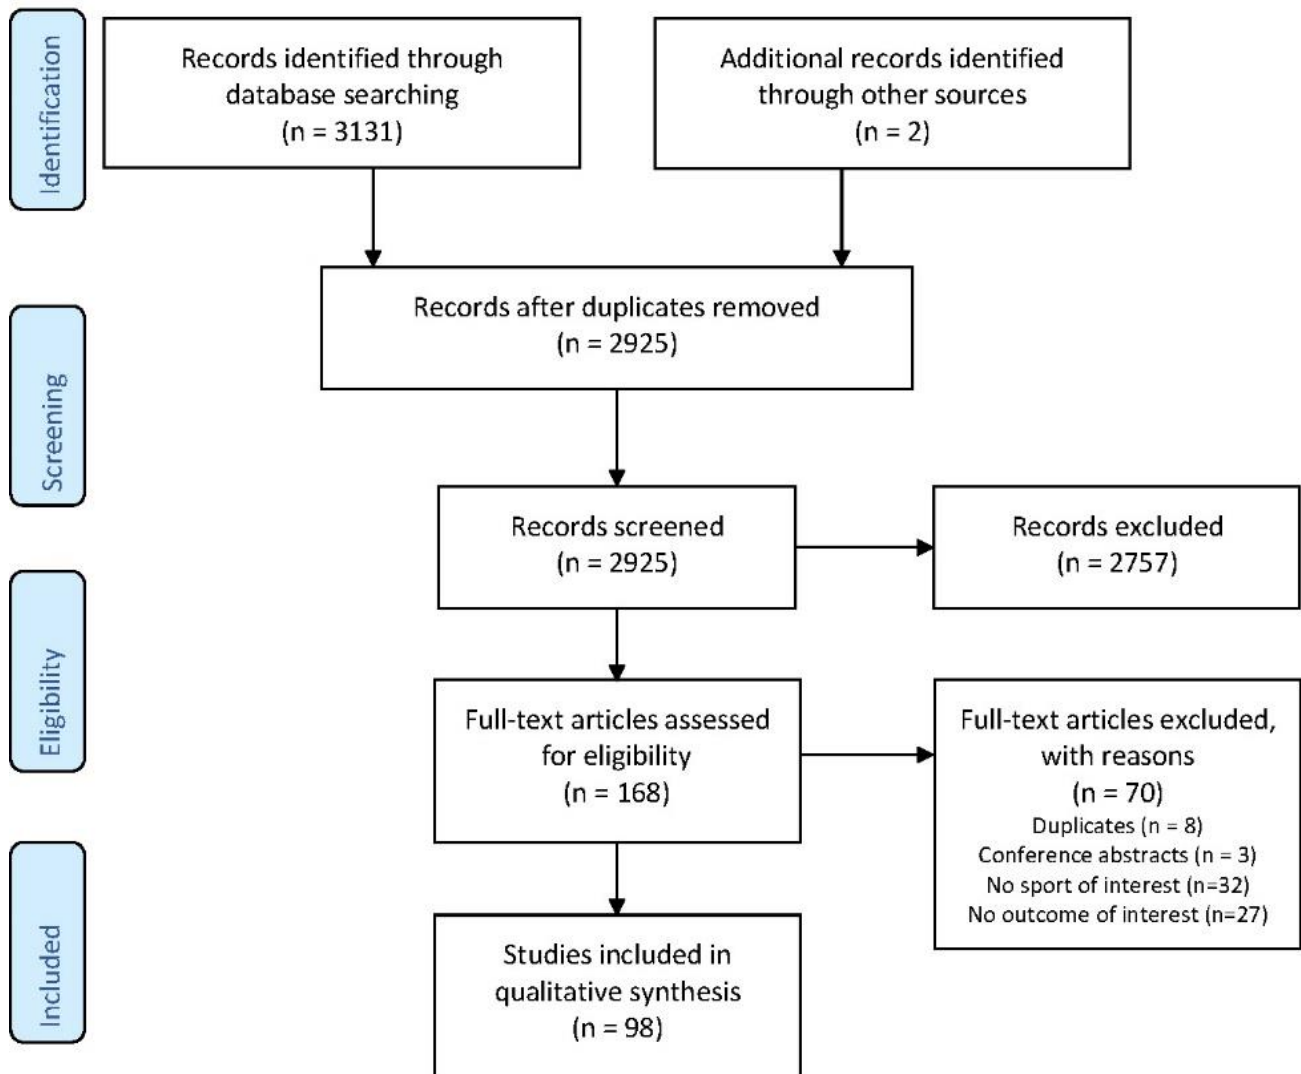 Identification
Records identified through
database searching
(n = 3131)
Additional records identified
through other sources
(n = 2)
Records after duplicates removed
(n = 2925)
Screening
Records screened
(n = 2925)
Records excluded
(n = 2757)
Eligibility
Full-text articles assessed
for eligibility
(n = 168)
Full-text articles excluded,
with reasons
(n = 70)
Duplicates (n = 8)
Conference abstracts (n = 3)
No sport of interest (n=32)
No outcome of interest (n=27)
Included
Studies included in
qualitative synthesis
(n = 98)